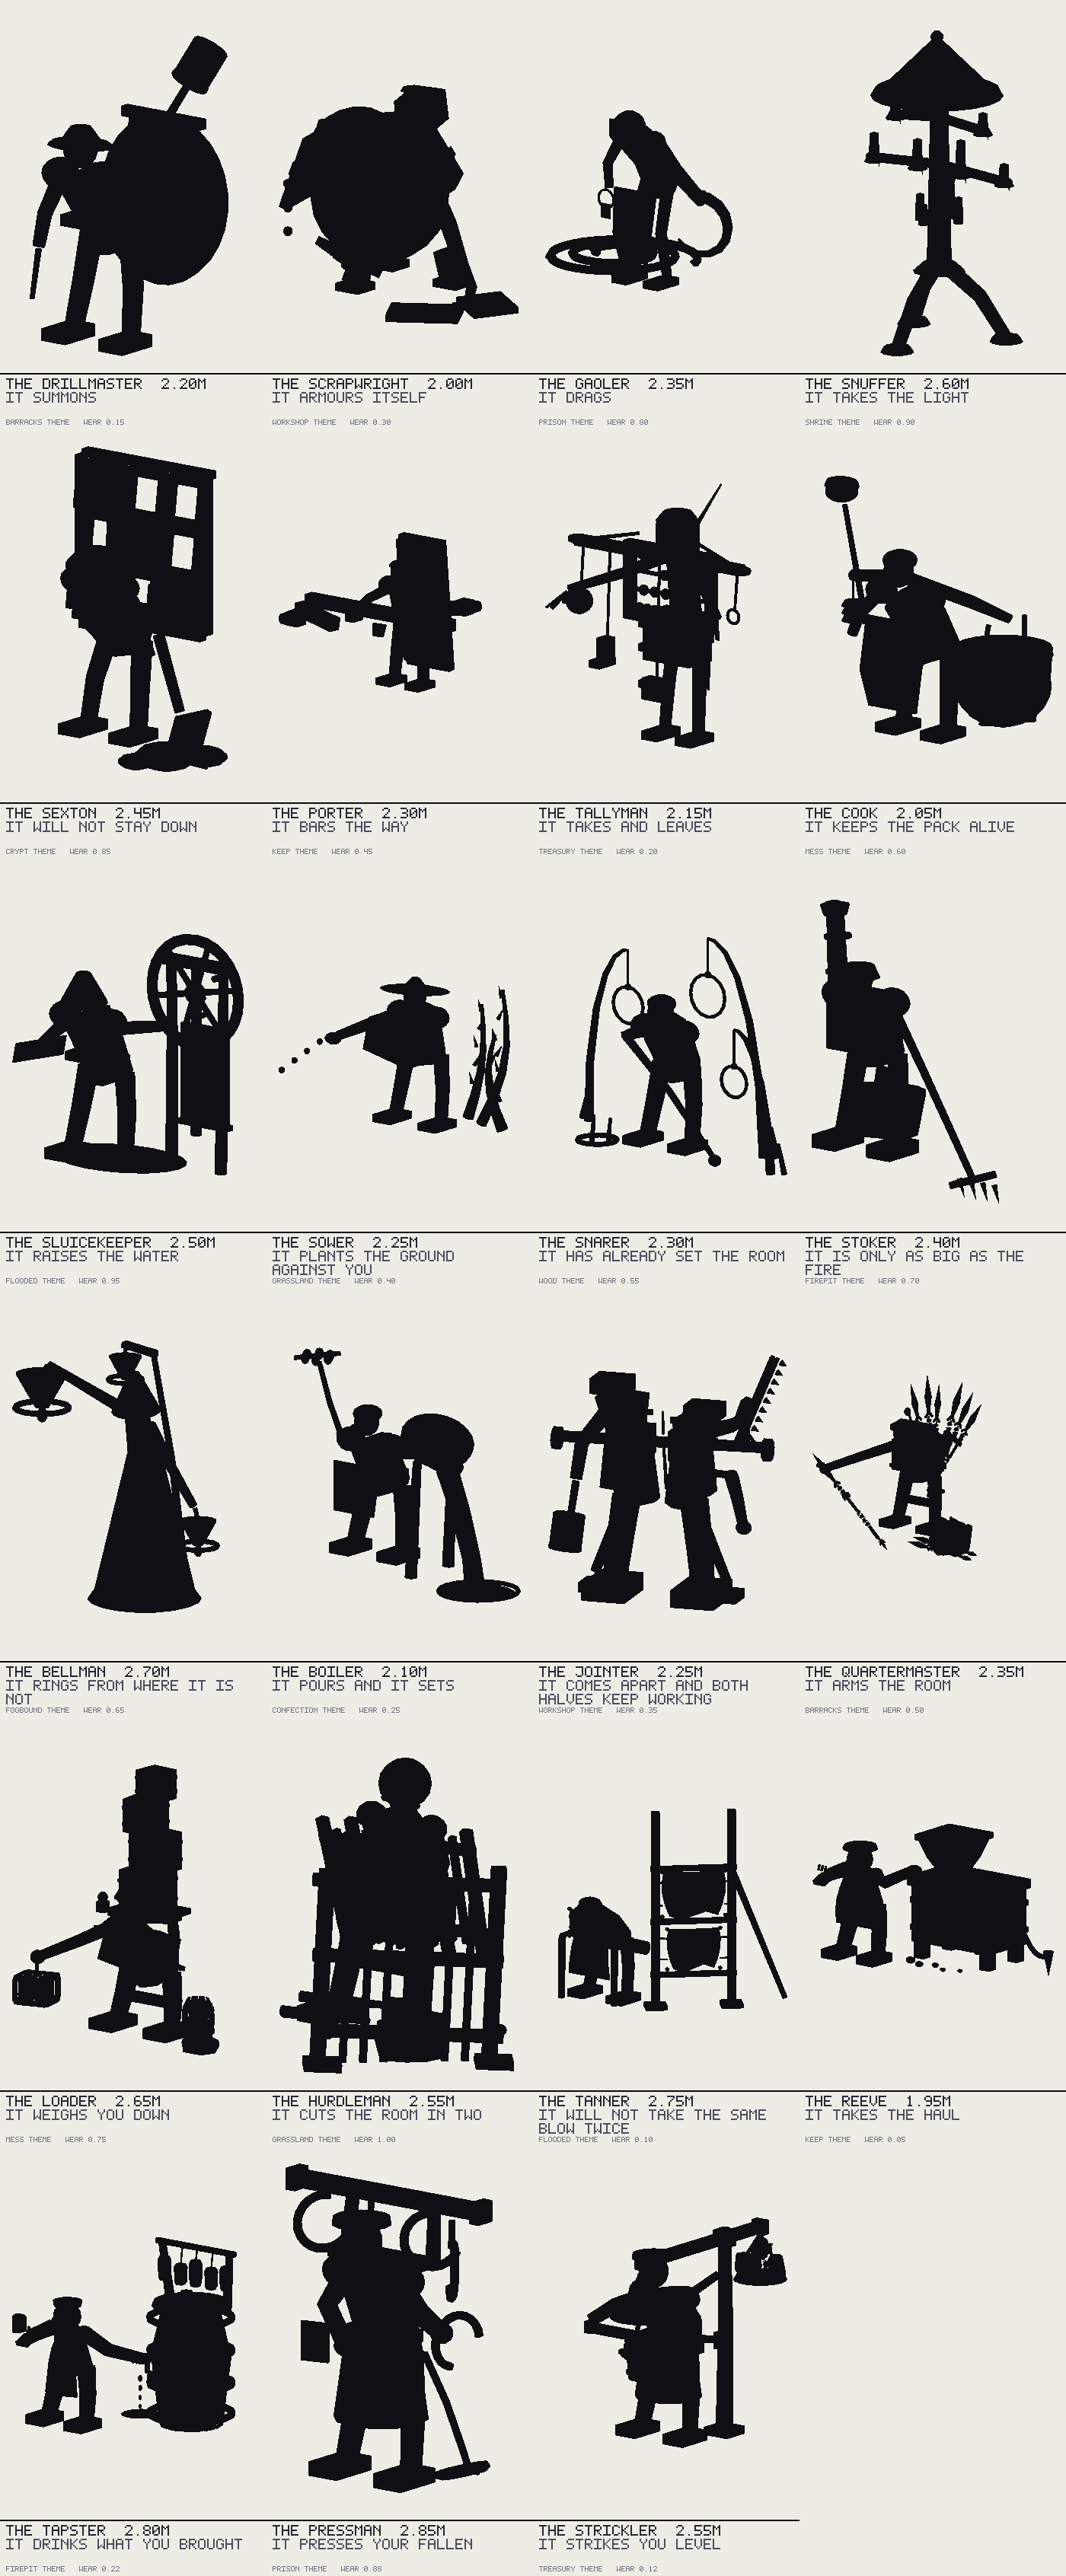 THE DRILLMASTER 2.20M
IT SUMMONS
BARRACKS THEME WEAR 0.15
THE SCRAPWRIGHT 2.00M
IT ARMOURS ITSELF
WORKSHOP THEME WEAR 0.30
THE GAOLER 2.35M
IT DRAGS
PRISON THEME WEAR 0.80
THE SNUFFER 2.60M
IT TAKES THE LIGHT
SHRINE THEME WEAR 0.90
THE SEXTON 2.45M
IT WILL NOT STAY DOWN
CRYPT THEME WEAR 0.85
THE PORTER 2.30M
IT BARS THE WAY
KEEP THEME WEAR 0.45
THE TALLYMAN 2.15M
IT TAKES AND LEAVES
TREASURY THEME WEAR 0.20
THE COOK 2.05M
IT KEEPS THE PACK ALIVE
MESS THEME WEAR 0.60
THE SLUICEKEEPER 2.50M
IT RAISES THE WATER
FLOODED THEME WEAR 0.95
THE SOWER 2.25M
IT PLANTS THE GROUND
AGAINST YOU
GRASSLAND THEME WEAR 0.40
THE SNARER 2.30M
IT HAS ALREADY SET THE ROOM
WOOD THEME WEAR 0.55
THE STOKER 2.40M
IT IS ONLY AS BIG AS THE
FIRE
FIREPIT THEME WEAR 0.70
THE BELLMAN 2.70M
IT RINGS FROM WHERE IT IS
NOT
FOGBOUND THEME WEAR 0.65
THE BOILER 2.10M
IT POURS AND IT SETS
CONFECTION THEME WEAR 0.25
THE JOINTER 2.25M
IT COMES APART AND BOTH
HALVES KEEP WORKING
WORKSHOP THEME WEAR 0.35
THE QUARTERMASTER 2.35M
IT ARMS THE ROOM
BARRACKS THEME WEAR 0.50
THE LOADER 2.65M
IT WEIGHS YOU DOWN
MESS THEME WEAR 0.75
THE HURDLEMAN 2.55M
IT CUTS THE ROOM IN TWO
GRASSLAND THEME WEAR 1.00
THE TANNER 2.75M
IT WILL NOT TAKE THE SAME
BLOW TWICE
FLOODED THEME WEAR 0.10
THE REEVE 1.95M
IT TAKES THE HAUL
KEEP THEME WEAR 0.05
THE TAPSTER 2.80M
IT DRINKS WHAT YOU BROUGHT
FIREPIT THEME WEAR 0.22
THE PRESSMAN 2.85M
IT PRESSES YOUR FALLEN
PRISON THEME WEAR 0.88
THE STRICKLER 2.55M
IT STRIKES YOU LEVEL
TREASURY THEME WEAR 0.12